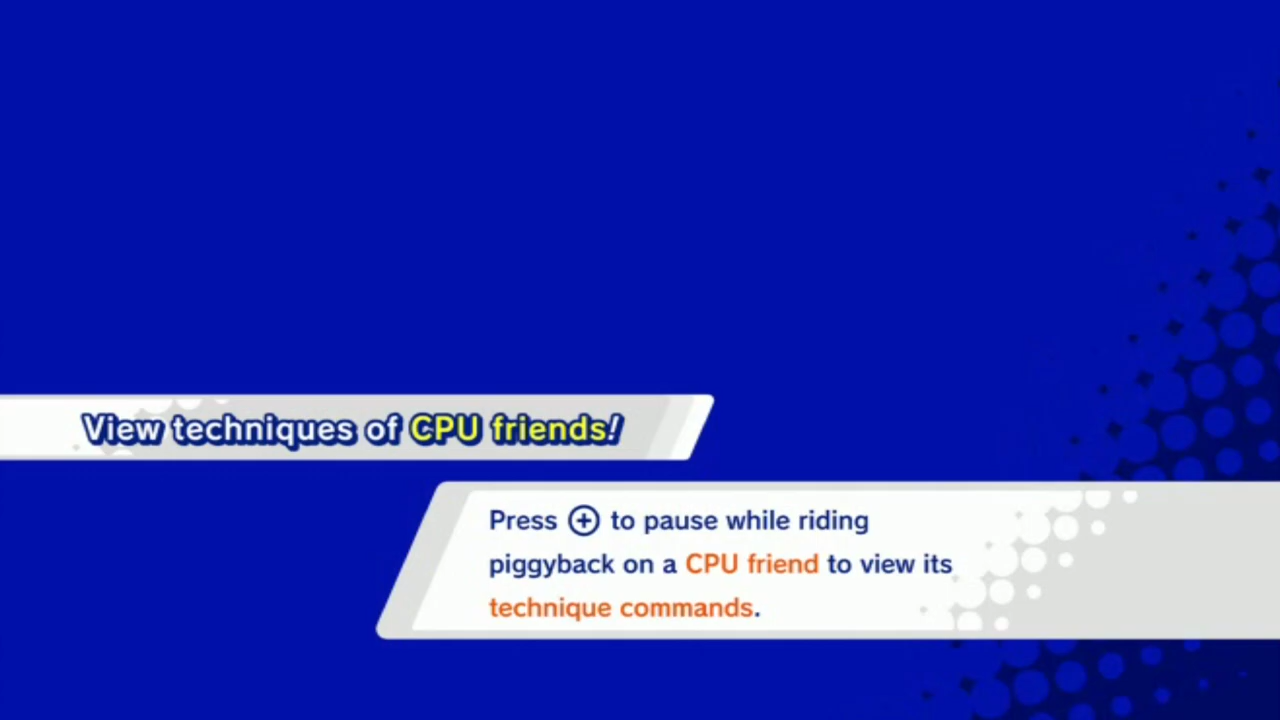 View techniques of CPU friends!
Press ⊕ to pause while riding
piggyback on a CPU friend to view its
technique commands.